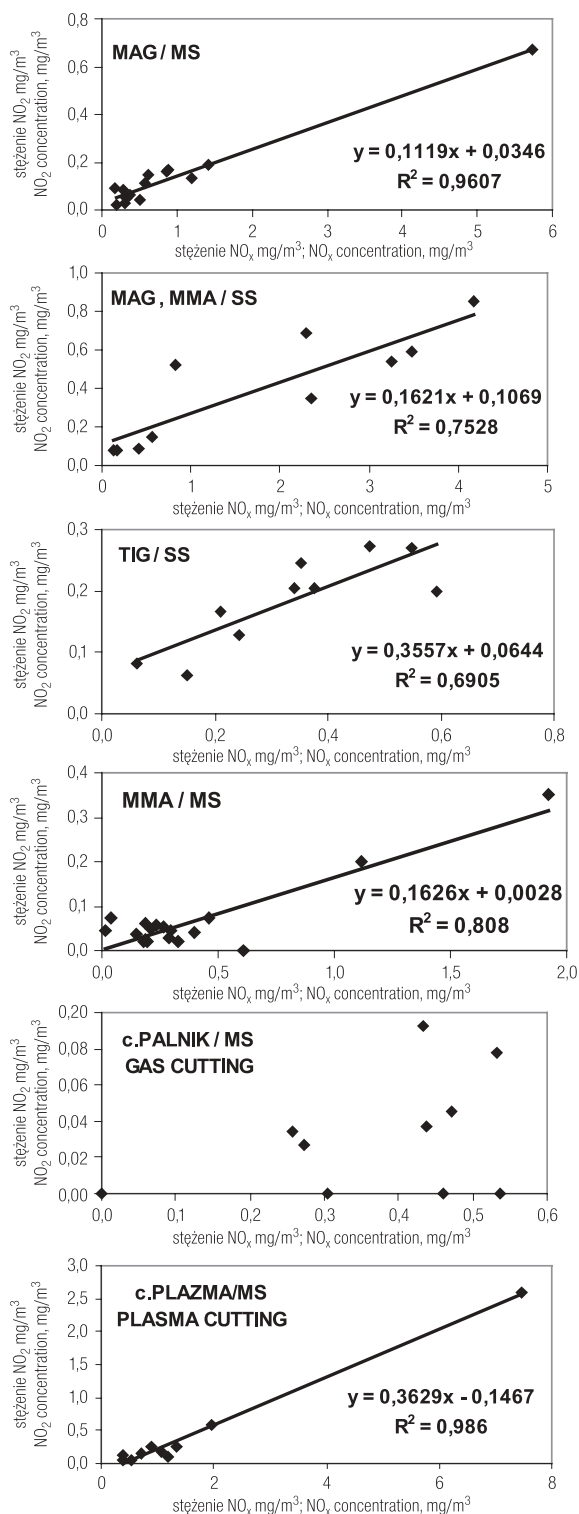 stężenie NO₂ mg/m³
NO₂ concentration, mg/m³
0,8
0,6
0,4
0,2
0,0
MAG / MS
y = 0,1119x + 0,0346
R² = 0,9607
0 1 2 3 4 5 6
stężenie NOₓ mg/m³; NOₓ concentration, mg/m³
stężenie NO₂ mg/m³
NO₂ concentration, mg/m³
1,0
0,8
0,6
0,4
0,2
0,0
MAG , MMA / SS
y = 0,1621x + 0,1069
R² = 0,7528
0 1 2 3 4 5
stężenie NOₓ mg/m³; NOₓ concentration, mg/m³
stężenie NO₂ mg/m³
NO₂ concentration, mg/m³
0,3
0,2
0,1
0,0
TIG / SS
y = 0,3557x + 0,0644
R² = 0,6905
0,0 0,2 0,4 0,6 0,8
stężenie NOₓ mg/m³; NOₓ concentration, mg/m³
stężenie NO₂ mg/m³
NO₂ concentration, mg/m³
0,4
0,3
0,2
0,1
0,0
MMA / MS
y = 0,1626x + 0,0028
R² = 0,808
0,0 0,5 1,0 1,5 2,0
stężenie NOₓ mg/m³; NOₓ concentration, mg/m³
stężenie NO₂ mg/m³
NO₂ concentration, mg/m³
0,20
0,16
0,12
0,08
0,04
0,00
c.PALNIK / MS
GAS CUTTING
0,0 0,1 0,2 0,3 0,4 0,5 0,6
stężenie NOₓ mg/m³; NOₓ concentration, mg/m³
stężenie NO₂ mg/m³
NO₂ concentration, mg/m³
3,0
2,5
2,0
1,5
1,0
0,5
0,0
c.PLAZMA/MS
PLASMA CUTTING
y = 0,3629x - 0,1467
R² = 0,986
0 2 4 6 8
stężenie NOₓ mg/m³; NOₓ concentration, mg/m³